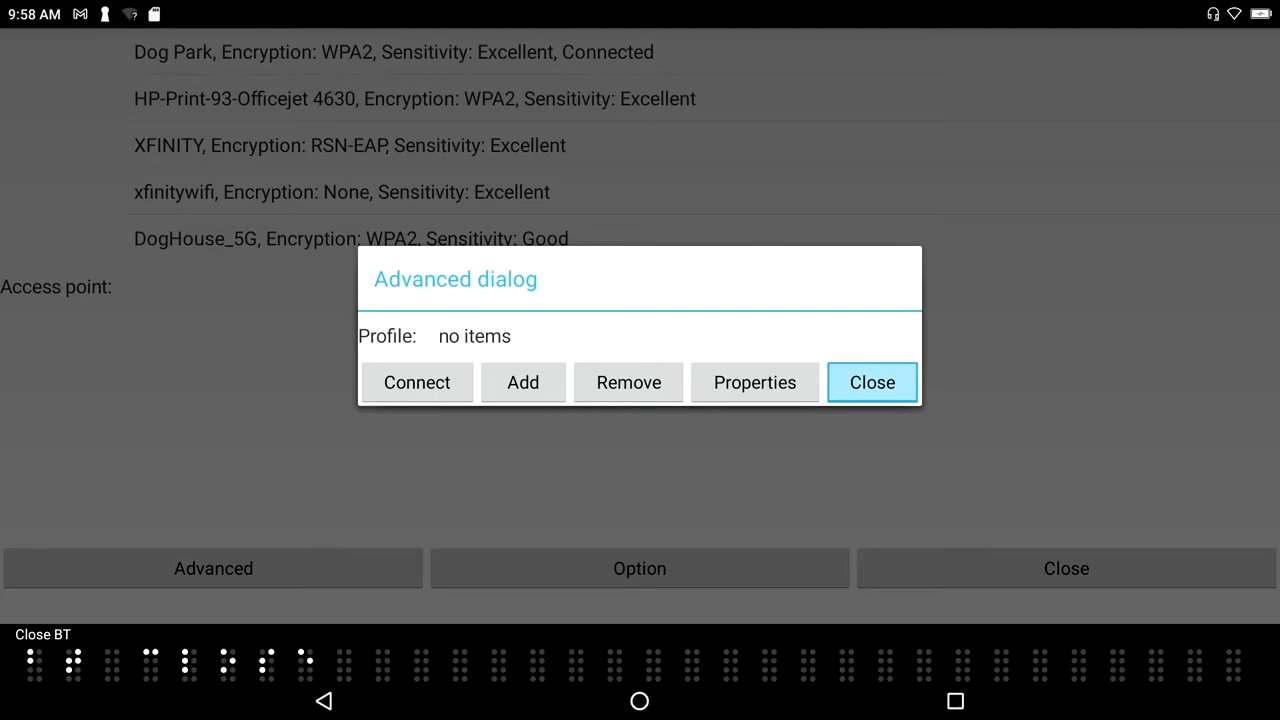 9:58 AM
Dog Park, Encryption: WPA2, Sensitivity: Excellent, Connected
HP-Print-93-Officejet 4630, Encryption: WPA2, Sensitivity: Excellent
XFINITY, Encryption: RSN-EAP, Sensitivity: Excellent
xfinitywifi, Encryption: None, Sensitivity: Excellent
DogHouse_5G, Encryption: WPA2, Sensitivity: Good
Access point:
Advanced dialog
Profile: no items
Connect Add Remove Properties Close
Advanced Option Close
Close BT